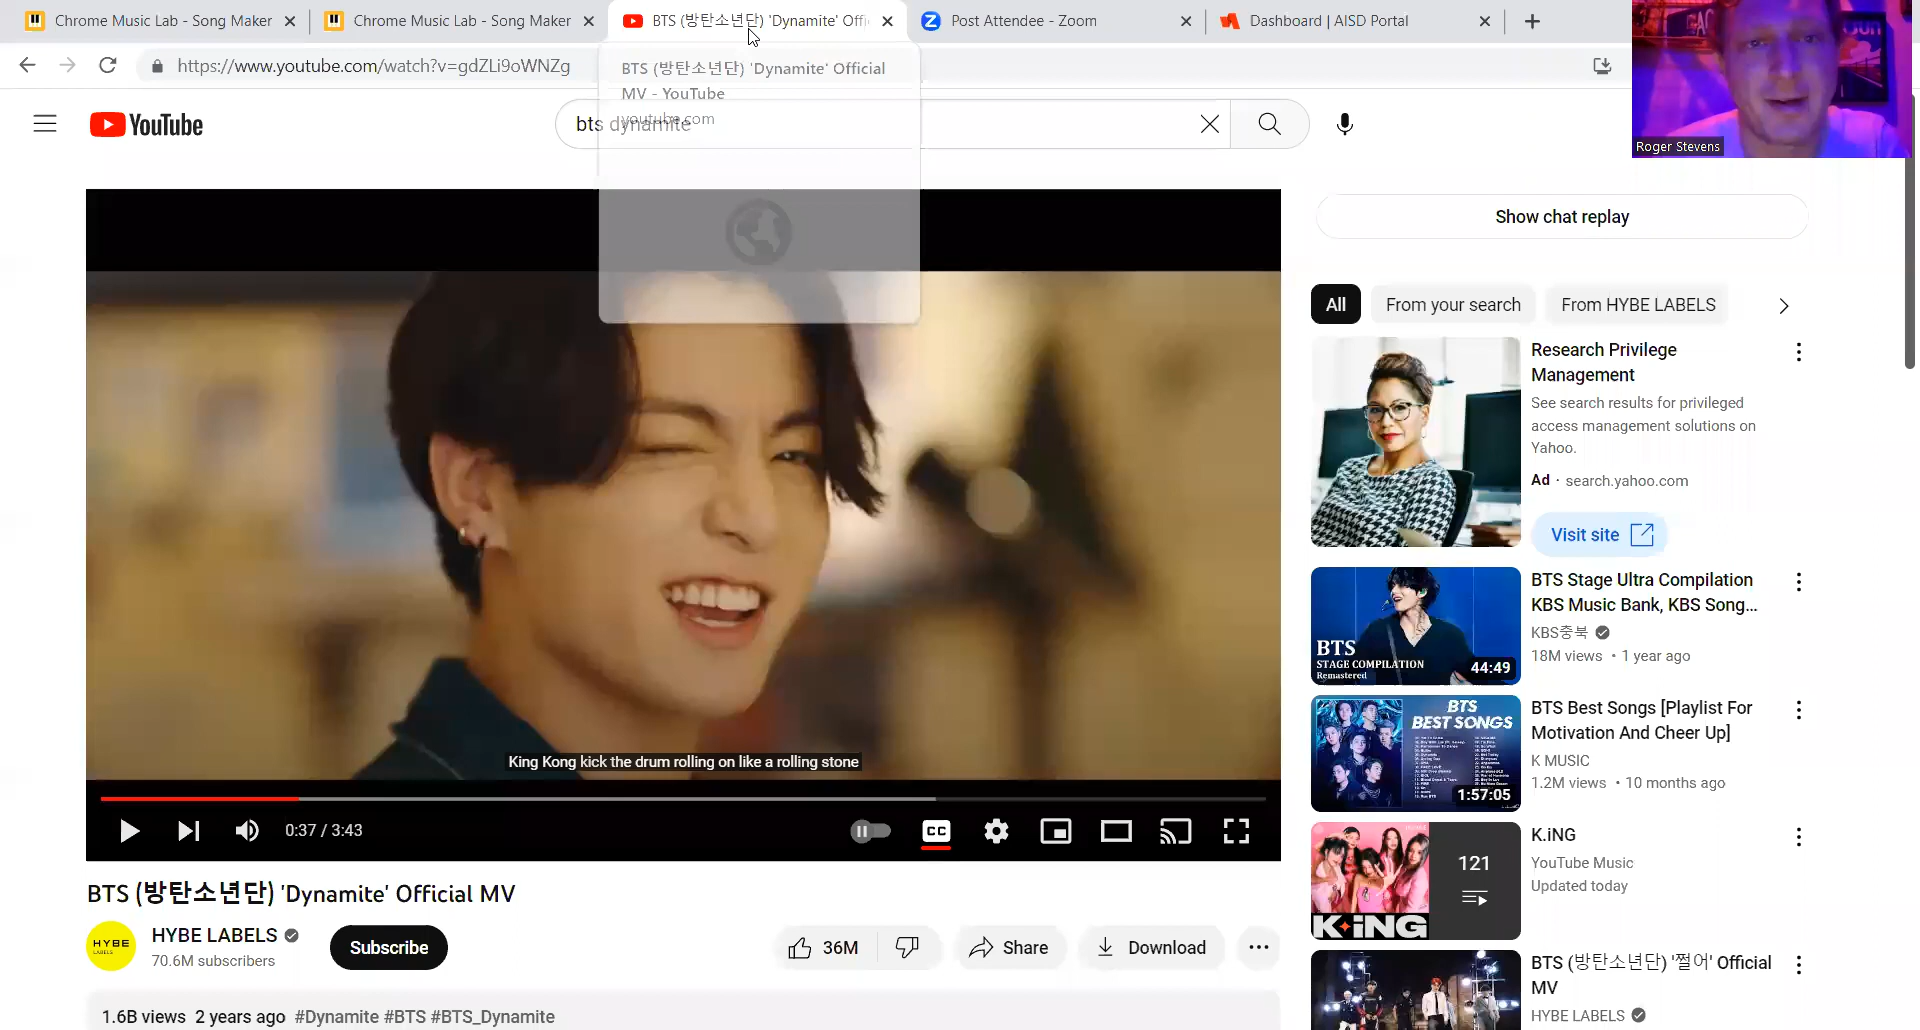 Chrome Music Lab - Song Maker
Chrome Music Lab - Song Maker
BTS (방탄소년단) 'Dynamite' Offi
Post Attendee - Zoom
Dashboard | AISD Portal
https://www.youtube.com/watch?v=gdZLi9oWNZg
BTS (방탄소년단) 'Dynamite' Official
MV - YouTube
youtube.com
YouTube
bts dynamite
Roger Stevens
Show chat replay
All
From your search
From HYBE LABELS
Research Privilege
Management
See search results for privileged
access management solutions on
Yahoo.
Ad · search.yahoo.com
Visit site
BTS
STAGE COMPILATION
Remastered
44:49
BTS Stage Ultra Compilation
KBS Music Bank, KBS Song...
KBS충북
18M views • 1 year ago
BTS
BEST SONGS
1:57:05
BTS Best Songs [Playlist For
Motivation And Cheer Up]
K MUSIC
1.2M views • 10 months ago
K-iNG
121
K.iNG
YouTube Music
Updated today
BTS (방탄소년단) '쩔어' Official
MV
HYBE LABELS
King Kong kick the drum rolling on like a rolling stone
0:37 / 3:43
CC
BTS (방탄소년단) 'Dynamite' Official MV
HYBE
LABELS
HYBE LABELS
70.6M subscribers
Subscribe
36M
Share
Download
1.6B views 2 years ago #Dynamite #BTS #BTS_Dynamite